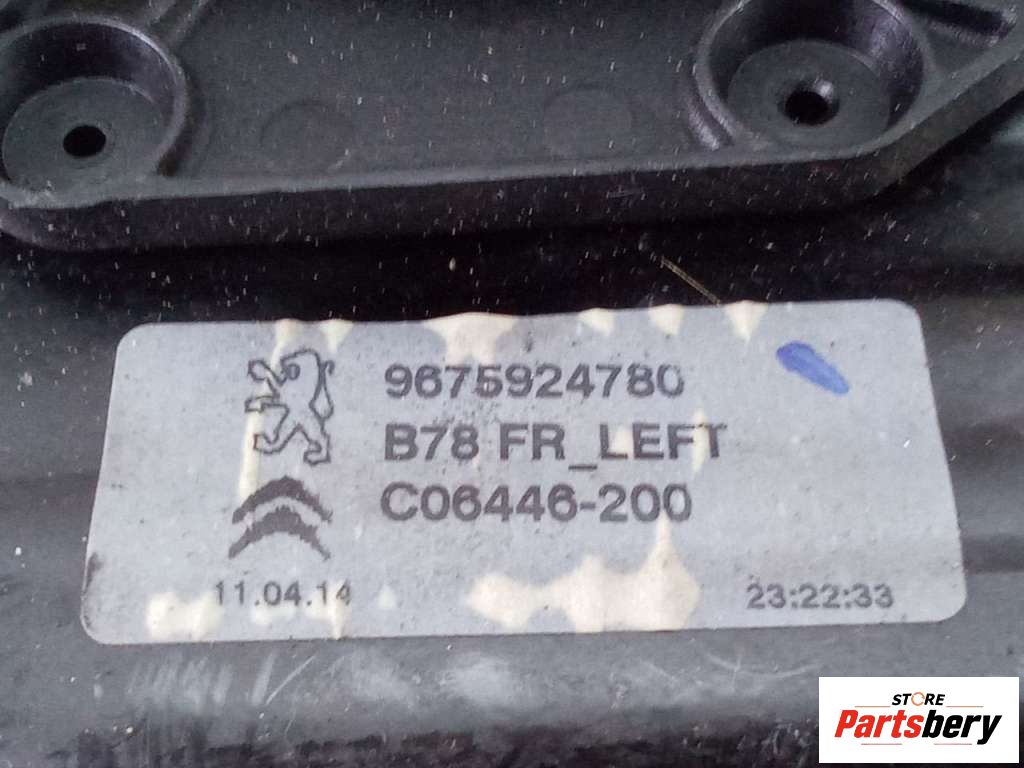 9675924780
B78 FR_LEFT
C06446-200
11.04.14 23:22:33
STORE
Partsbery